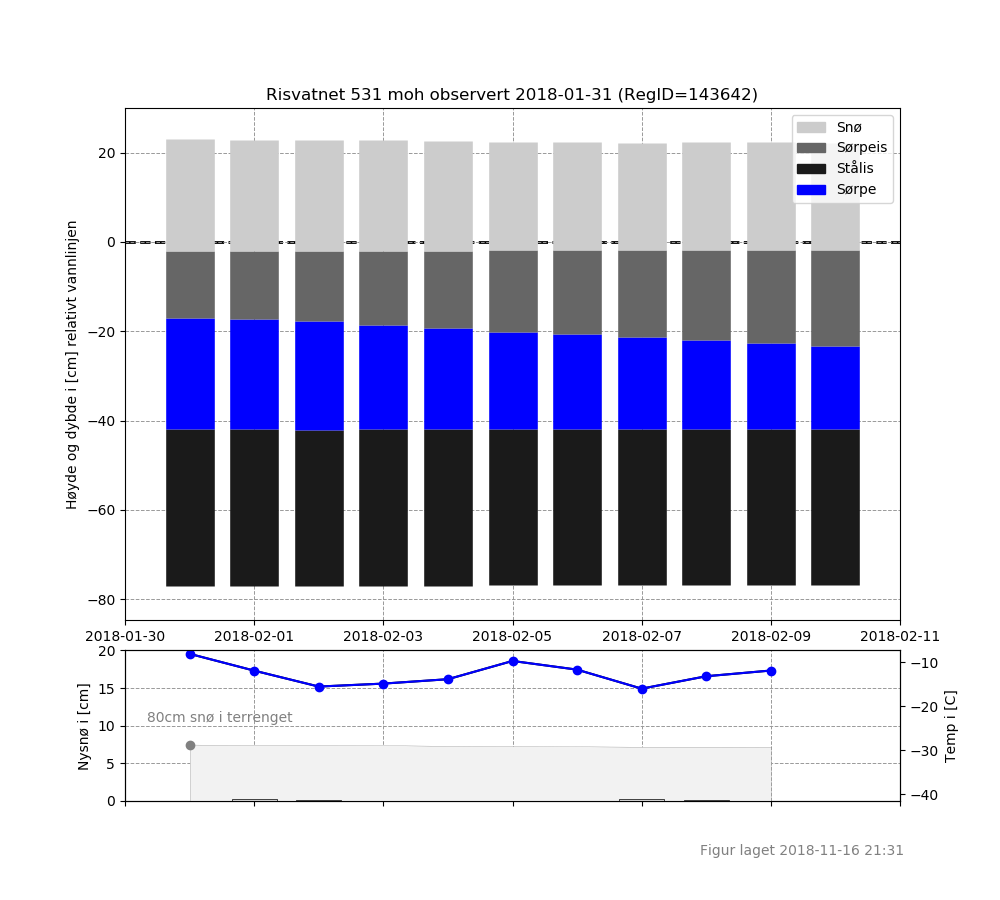 Risvatnet 531 moh observert 2018-01-31 (RegID=143642)
Snø
Sørpeis
Stålis
Sørpe
Høyde og dybde i [cm] relativt vannlinjen
20
0
−20
−40
−60
−80
2018-01-30 2018-02-01 2018-02-03 2018-02-05 2018-02-07 2018-02-09 2018-02-11
Nysnø i [cm]
20
15
10
5
0
80cm snø i terrenget
−10
−20
−30
−40
Temp i [C]
Figur laget 2018-11-16 21:31